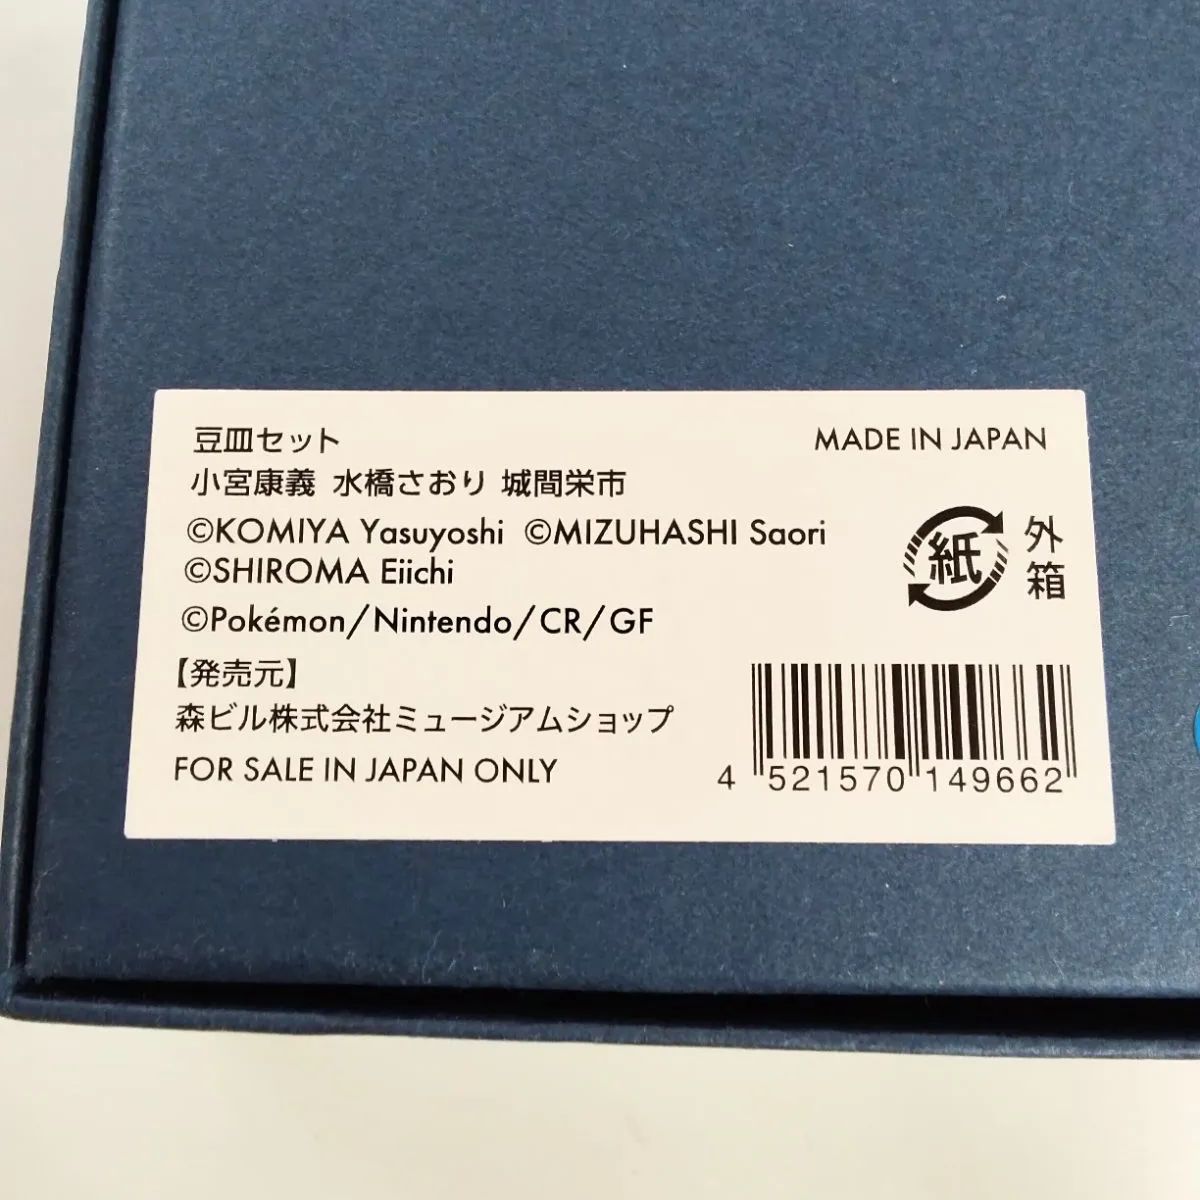 豆皿セット
MADE IN JAPAN
小宮康義 水橋さおり 城間栄市
©KOMIYA Yasuyoshi ©MIZUHASHI Saori
©SHIROMA Eiichi
紙
外箱
©Pokémon/Nintendo/CR/GF
【発売元】
森ビル株式会社ミュージアムショップ
FOR SALE IN JAPAN ONLY
4 521570 149662